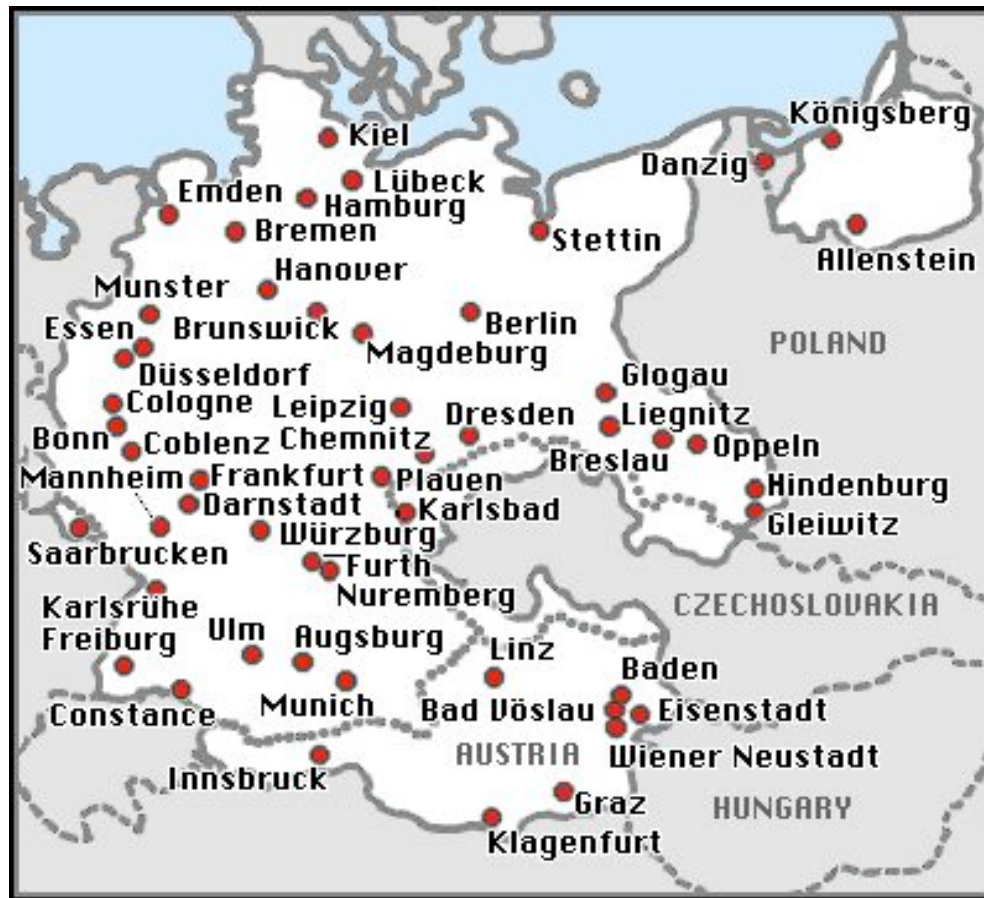 Königsberg
Kiel
Danzig
Lübeck
Emden
Hamburg
Bremen
Stettin
Allenstein
Hanover
Munster
Essen
Brunswick
Berlin
Magdeburg
POLAND
Düsseldorf
Glogau
Cologne
Leipzig
Dresden
Liegnitz
Bonn
Coblenz
Chemnitz
Breslau
Oppeln
Mannheim
Frankfurt
Plauen
Hindenburg
Darnstadt
Karlsbad
Gleiwitz
Saarbrucken
Würzburg
Furth
Nuremberg
Karlsrühe
CZECHOSLOVAKIA
Freiburg
Ulm
Augsburg
Linz
Baden
Constance
Munich
Bad Vöslau
Eisenstadt
AUSTRIA
Wiener Neustadt
Innsbruck
Graz
HUNGARY
Klagenfurt